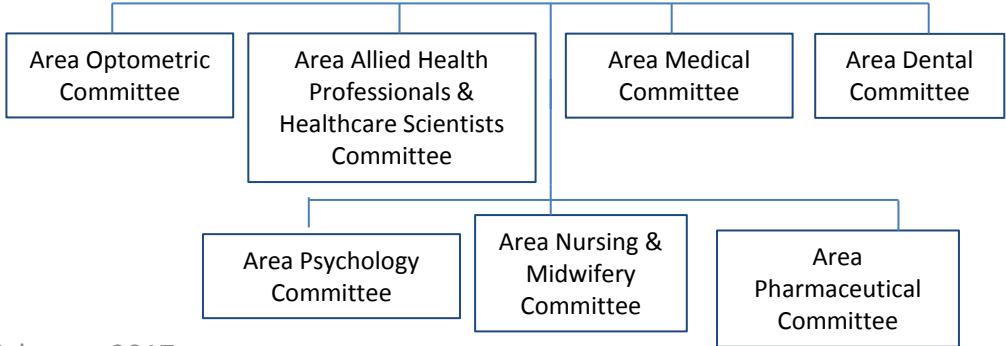 Area Optometric
Committee
Area Allied Health
Professionals &
Healthcare Scientists
Committee
Area Medical
Committee
Area Dental
Committee
Area Psychology
Committee
Area Nursing &
Midwifery
Committee
Area
Pharmaceutical
Committee